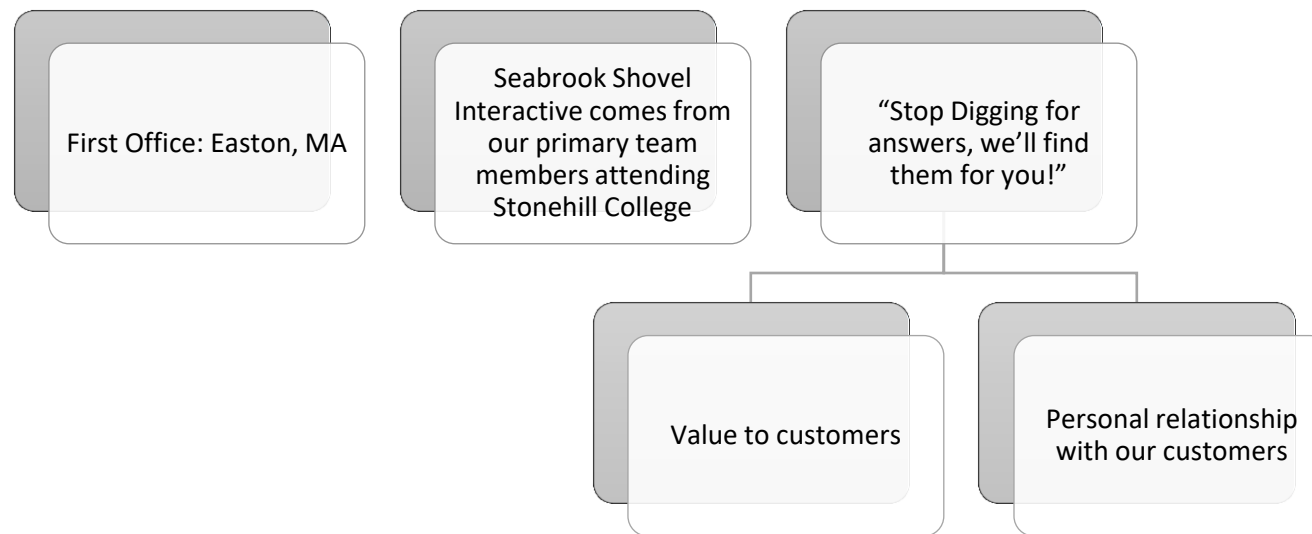 First Office: Easton, MA
Seabrook Shovel
Interactive comes from
our primary team
members attending
Stonehill College
“Stop Digging for
answers, we’ll find
them for you!”
Value to customers
Personal relationship
with our customers